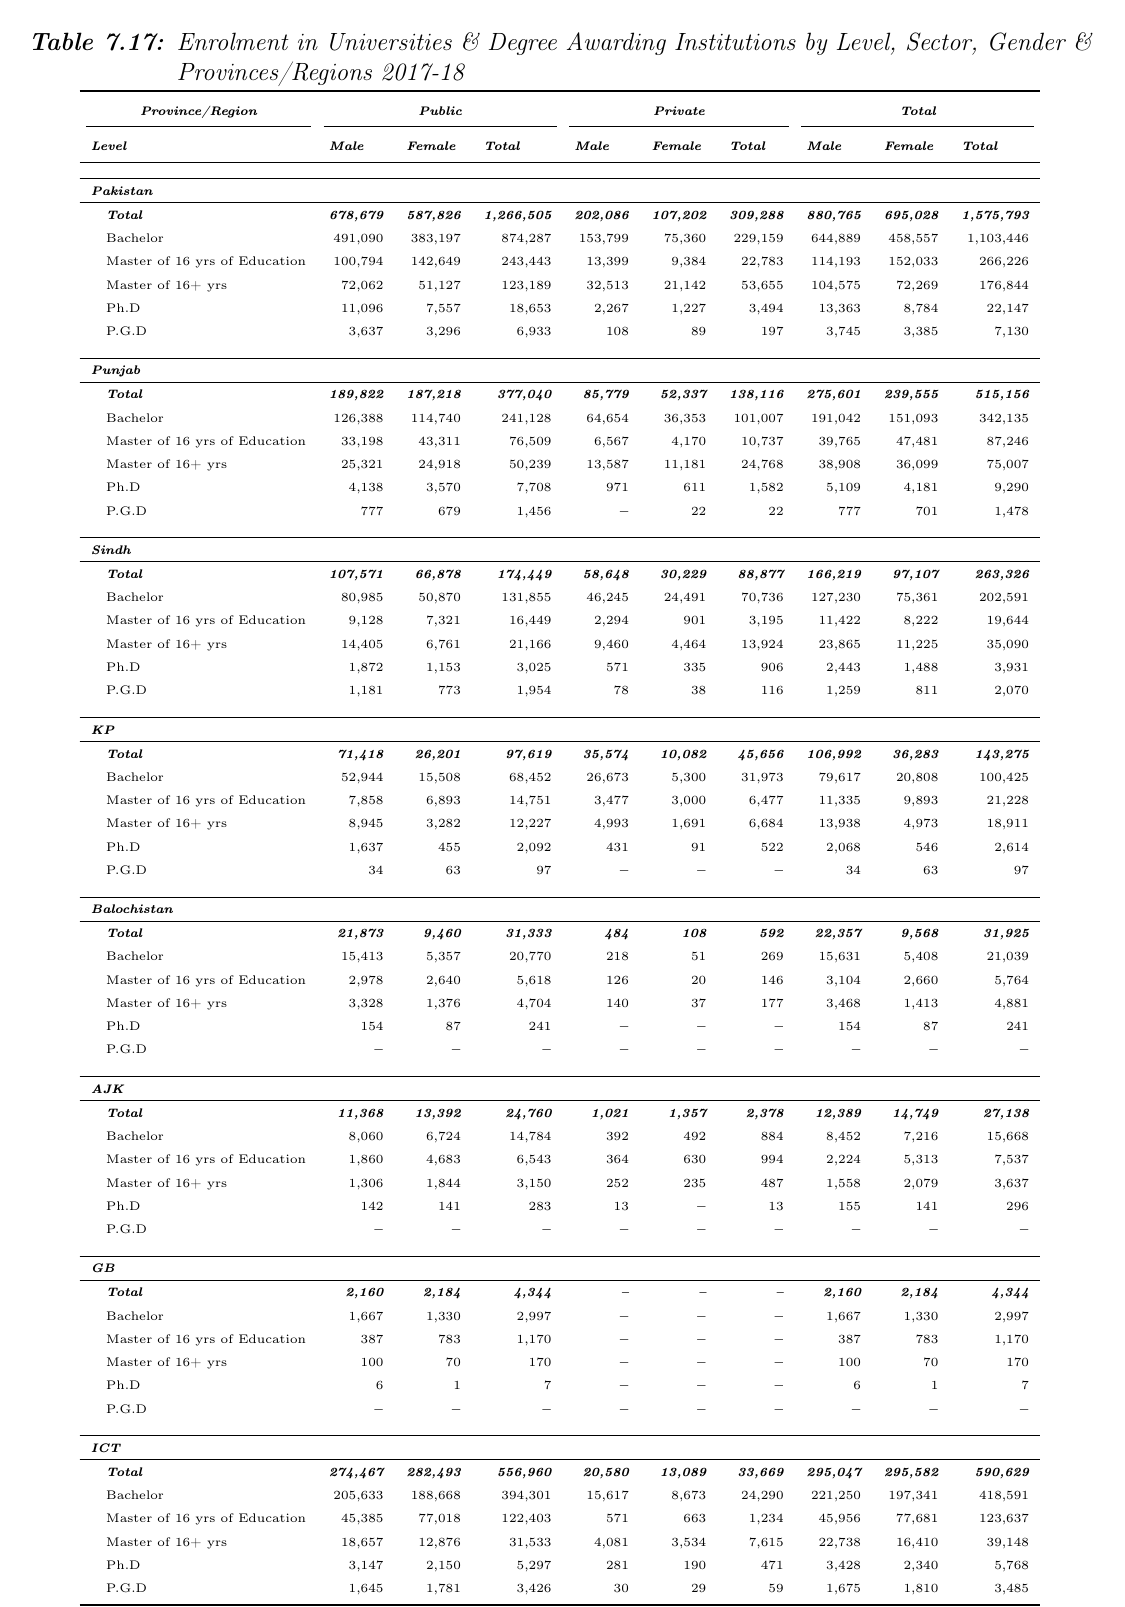 Table 7.17: Enrolment in Universities & Degree Awarding Institutions by Level, Sector, Gender &
Provinces/Regions 2017-18
Province/Region Public Private Total
Level Male Female Total Male Female Total Male Female Total
Pakistan
Total 678,679 587,826 1,266,505 202,086 107,202 309,288 880,765 695,028 1,575,793
Bachelor 491,090 383,197 874,287 153,799 75,360 229,159 644,889 458,557 1,103,446
Master of 16 yrs of Education 100,794 142,649 243,443 13,399 9,384 22,783 114,193 152,033 266,226
Master of 16+ yrs 72,062 51,127 123,189 32,513 21,142 53,655 104,575 72,269 176,844
Ph.D 11,096 7,557 18,653 2,267 1,227 3,494 13,363 8,784 22,147
P.G.D 3,637 3,296 6,933 108 89 197 3,745 3,385 7,130
Punjab
Total 189,822 187,218 377,040 85,779 52,337 138,116 275,601 239,555 515,156
Bachelor 126,388 114,740 241,128 64,654 36,353 101,007 191,042 151,093 342,135
Master of 16 yrs of Education 33,198 43,311 76,509 6,567 4,170 10,737 39,765 47,481 87,246
Master of 16+ yrs 25,321 24,918 50,239 13,587 11,181 24,768 38,908 36,099 75,007
Ph.D 4,138 3,570 7,708 971 611 1,582 5,109 4,181 9,290
P.G.D 777 679 1,456 – 22 22 777 701 1,478
Sindh
Total 107,571 66,878 174,449 58,648 30,229 88,877 166,219 97,107 263,326
Bachelor 80,985 50,870 131,855 46,245 24,491 70,736 127,230 75,361 202,591
Master of 16 yrs of Education 9,128 7,321 16,449 2,294 901 3,195 11,422 8,222 19,644
Master of 16+ yrs 14,405 6,761 21,166 9,460 4,464 13,924 23,865 11,225 35,090
Ph.D 1,872 1,153 3,025 571 335 906 2,443 1,488 3,931
P.G.D 1,181 773 1,954 78 38 116 1,259 811 2,070
KP
Total 71,418 26,201 97,619 35,574 10,082 45,656 106,992 36,283 143,275
Bachelor 52,944 15,508 68,452 26,673 5,300 31,973 79,617 20,808 100,425
Master of 16 yrs of Education 7,858 6,893 14,751 3,477 3,000 6,477 11,335 9,893 21,228
Master of 16+ yrs 8,945 3,282 12,227 4,993 1,691 6,684 13,938 4,973 18,911
Ph.D 1,637 455 2,092 431 91 522 2,068 546 2,614
P.G.D 34 63 97 – – – 34 63 97
Balochistan
Total 21,873 9,460 31,333 484 108 592 22,357 9,568 31,925
Bachelor 15,413 5,357 20,770 218 51 269 15,631 5,408 21,039
Master of 16 yrs of Education 2,978 2,640 5,618 126 20 146 3,104 2,660 5,764
Master of 16+ yrs 3,328 1,376 4,704 140 37 177 3,468 1,413 4,881
Ph.D 154 87 241 – – – 154 87 241
P.G.D – – – – – – – – –
AJK
Total 11,368 13,392 24,760 1,021 1,357 2,378 12,389 14,749 27,138
Bachelor 8,060 6,724 14,784 392 492 884 8,452 7,216 15,668
Master of 16 yrs of Education 1,860 4,683 6,543 364 630 994 2,224 5,313 7,537
Master of 16+ yrs 1,306 1,844 3,150 252 235 487 1,558 2,079 3,637
Ph.D 142 141 283 13 – 13 155 141 296
P.G.D – – – – – – – – –
GB
Total 2,160 2,184 4,344 – – – 2,160 2,184 4,344
Bachelor 1,667 1,330 2,997 – – – 1,667 1,330 2,997
Master of 16 yrs of Education 387 783 1,170 – – – 387 783 1,170
Master of 16+ yrs 100 70 170 – – – 100 70 170
Ph.D 6 1 7 – – – 6 1 7
P.G.D – – – – – – – – –
ICT
Total 274,467 282,493 556,960 20,580 13,089 33,669 295,047 295,582 590,629
Bachelor 205,633 188,668 394,301 15,617 8,673 24,290 221,250 197,341 418,591
Master of 16 yrs of Education 45,385 77,018 122,403 571 663 1,234 45,956 77,681 123,637
Master of 16+ yrs 18,657 12,876 31,533 4,081 3,534 7,615 22,738 16,410 39,148
Ph.D 3,147 2,150 5,297 281 190 471 3,428 2,340 5,768
P.G.D 1,645 1,781 3,426 30 29 59 1,675 1,810 3,485